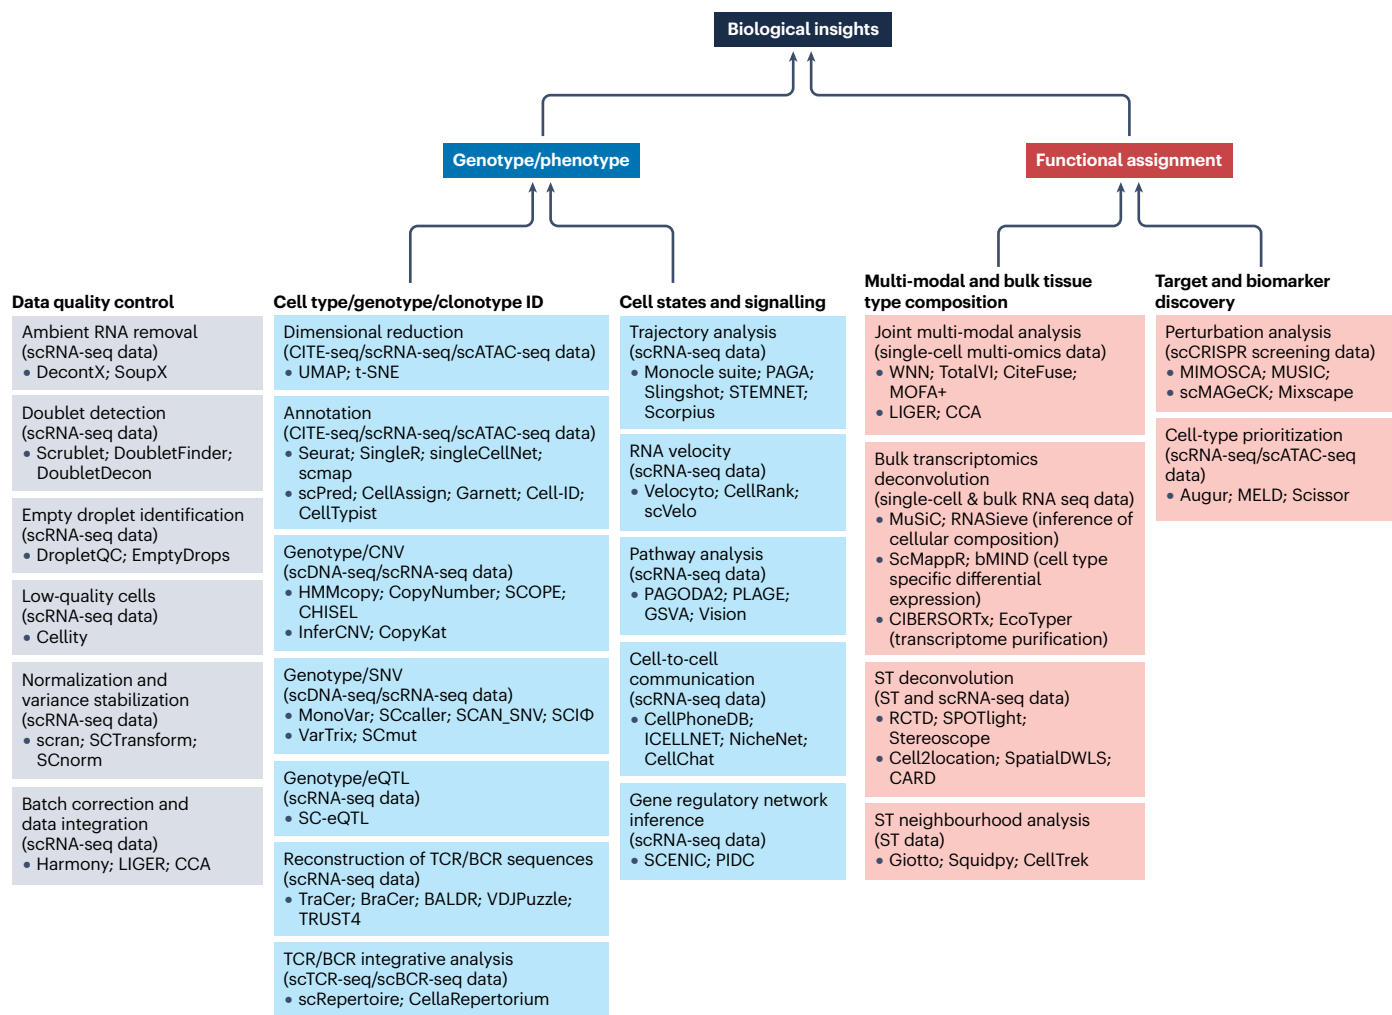 Biological insights
Genotype/phenotype
Functional assignment
Data quality control
Ambient RNA removal
(scRNA-seq data)
• DecontX; SoupX
Doublet detection
(scRNA-seq data)
• Scrublet; DoubletFinder;
DoubletDecon
Empty droplet identification
(scRNA-seq data)
• DropletQC; EmptyDrops
Low-quality cells
(scRNA-seq data)
• Cellity
Normalization and
variance stabilization
(scRNA-seq data)
• scran; SCTransform;
SCnorm
Batch correction and
data integration
(scRNA-seq data)
• Harmony; LIGER; CCA
Cell type/genotype/clonotype ID
Dimensional reduction
(CITE-seq/scRNA-seq/scATAC-seq data)
• UMAP; t-SNE
Annotation
(CITE-seq/scRNA-seq/scATAC-seq data)
• Seurat; SingleR; singleCellNet;
scmap
• scPred; CellAssign; Garnett; Cell-ID;
CellTypist
Genotype/CNV
(scDNA-seq/scRNA-seq data)
• HMMcopy; CopyNumber; SCOPE;
CHISEL
• InferCNV; CopyKat
Genotype/SNV
(scDNA-seq/scRNA-seq data)
• MonoVar; SCcaller; SCAN_SNV; SCIΦ
• VarTrix; SCmut
Genotype/eQTL
(scRNA-seq data)
• SC-eQTL
Reconstruction of TCR/BCR sequences
(scRNA-seq data)
• TraCer; BraCer; BALDR; VDJPuzzle;
TRUST4
TCR/BCR integrative analysis
(scTCR-seq/scBCR-seq data)
• scRepertoire; CellaRepertorium
Cell states and signalling
Trajectory analysis
(scRNA-seq data)
• Monocle suite; PAGA;
Slingshot; STEMNET;
Scorpius
RNA velocity
(scRNA-seq data)
• Velocyto; CellRank;
scVelo
Pathway analysis
(scRNA-seq data)
• PAGODA2; PLAGE;
GSVA; Vision
Cell-to-cell
communication
(scRNA-seq data)
• CellPhoneDB;
ICELLNET; NicheNet;
CellChat
Gene regulatory network
inference
(scRNA-seq data)
• SCENIC; PIDC
Multi-modal and bulk tissue
type composition
Joint multi-modal analysis
(single-cell multi-omics data)
• WNN; TotalVI; CiteFuse;
MOFA+
• LIGER; CCA
Bulk transcriptomics
deconvolution
(single-cell & bulk RNA seq data)
• MuSiC; RNASieve (inference of
cellular composition)
• ScMappR; bMIND (cell type
specific differential
expression)
• CIBERSORTx; EcoTyper
(transcriptome purification)
ST deconvolution
(ST and scRNA-seq data)
• RCTD; SPOTlight;
Stereoscope
• Cell2location; SpatialDWLS;
CARD
ST neighbourhood analysis
(ST data)
• Giotto; Squidpy; CellTrek
Target and biomarker
discovery
Perturbation analysis
(scCRISPR screening data)
• MIMOSCA; MUSIC;
• scMAGeCK; Mixscape
Cell-type prioritization
(scRNA-seq/scATAC-seq
data)
• Augur; MELD; Scissor